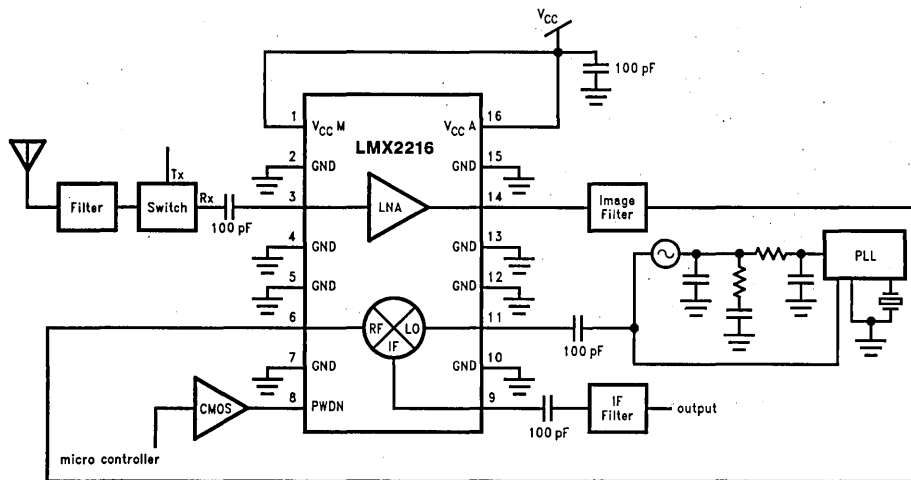 V_CC
100 pF
1
V_CC M
V_CC A
16
LMX2216
2
GND
GND
15
Tx
Filter
Switch
Rx
100 pF
3
LNA
14
Image
Filter
4
GND
GND
13
PLL
5
GND
GND
12
6
RF
LO
IF
11
100 pF
7
GND
GND
10
CMOS
8
PWDN
9
100 pF
IF
Filter
output
micro controller